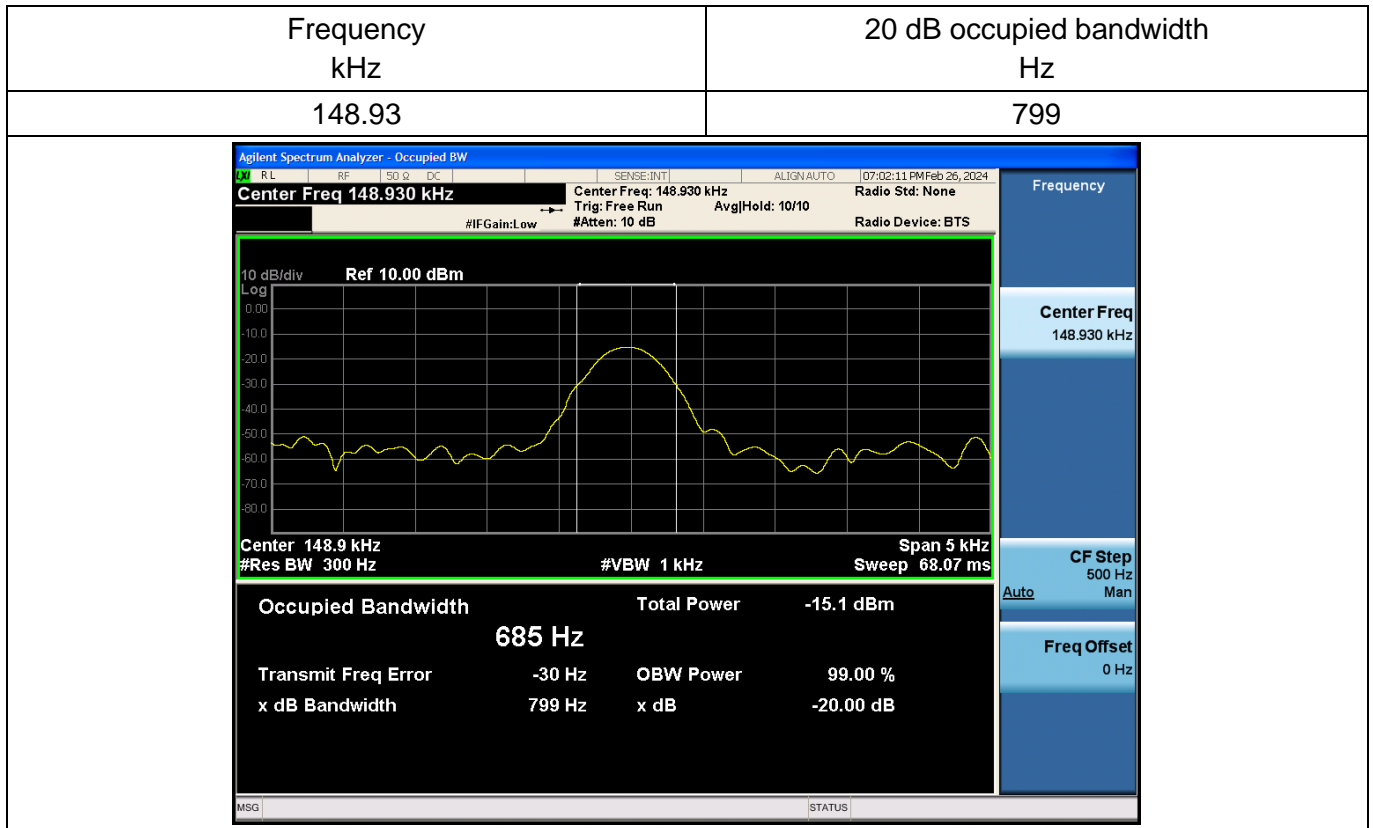 Frequency
kHz
20 dB occupied bandwidth
Hz
148.93
799
Agilent Spectrum Analyzer - Occupied BW
LXI RL RF 50 Ω DC SENSE:INT ALIGN AUTO 07:02:11 PM Feb 26, 2024
Center Freq 148.930 kHz
Center Freq: 148.930 kHz
Radio Std: None
Trig: Free Run
Avg|Hold: 10/10
#IFGain:Low
#Atten: 10 dB
Radio Device: BTS
10 dB/div
Ref 10.00 dBm
Log
0.00
-10.0
-20.0
-30.0
-40.0
-50.0
-60.0
-70.0
-80.0
Center 148.9 kHz
Span 5 kHz
#Res BW 300 Hz
#VBW 1 kHz
Sweep 68.07 ms
Occupied Bandwidth
Total Power -15.1 dBm
685 Hz
Transmit Freq Error -30 Hz
OBW Power 99.00 %
x dB Bandwidth 799 Hz
x dB -20.00 dB
MSG
STATUS
Frequency
Center Freq
148.930 kHz
CF Step
500 Hz
Auto Man
Freq Offset
0 Hz